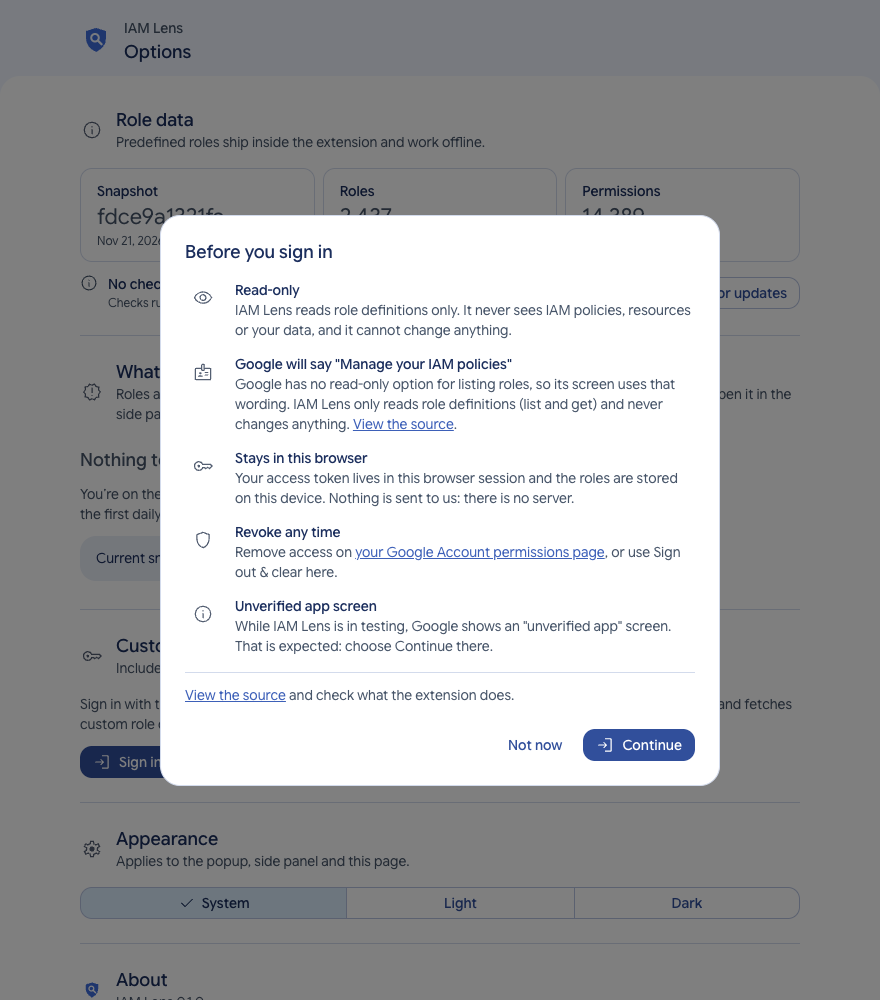 IAM Lens
Options
Role data
Predefined roles ship inside the extension and work offline.
Snapshot
Roles
Permissions
Nov 21, 202
No chec
Checks ru
or updates
What
Roles a
pen it in the
side pa
Nothing to
You're on the
the first daily
Current sn
Custo
Include
Sign in with t
and fetches
custom role
Sign in
Before you sign in
Read-only
IAM Lens reads role definitions only. It never sees IAM policies, resources
or your data, and it cannot change anything.
Google will say "Manage your IAM policies"
Google has no read-only option for listing roles, so its screen uses that
wording. IAM Lens only reads role definitions (list and get) and never
changes anything. View the source.
Stays in this browser
Your access token lives in this browser session and the roles are stored
on this device. Nothing is sent to us: there is no server.
Revoke any time
Remove access on your Google Account permissions page, or use Sign
out & clear here.
Unverified app screen
While IAM Lens is in testing, Google shows an "unverified app" screen.
That is expected: choose Continue there.
View the source and check what the extension does.
Not now
Continue
Appearance
Applies to the popup, side panel and this page.
System
Light
Dark
About